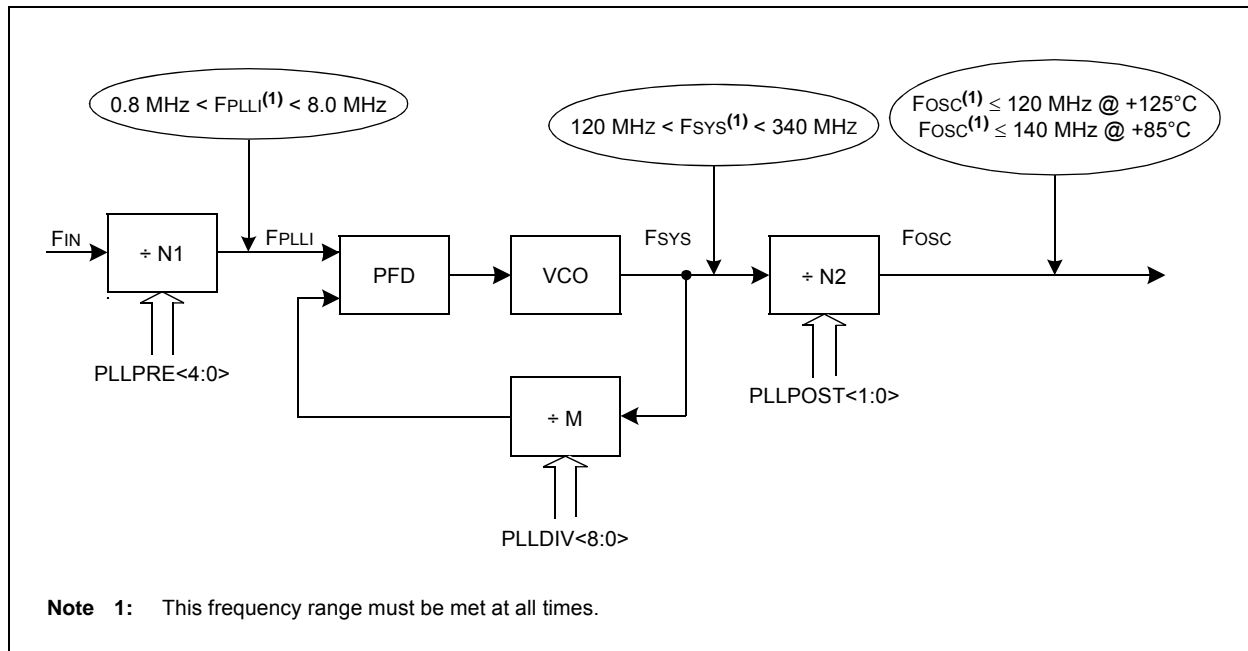 0.8 MHz < FPLLI(1) < 8.0 MHz
120 MHZ < FSYS(1) < 340 MHZ
FOSC(1) ≤ 120 MHz @ +125°C
FOSC(1) ≤ 140 MHz @ +85°C
FIN
÷ N1
FPLLI
PFD
VCO
FSYS
÷ N2
FOSC
PLLPRE<4:0>
÷ M
PLLPOST<1:0>
PLLDIV<8:0>
Note 1: This frequency range must be met at all times.